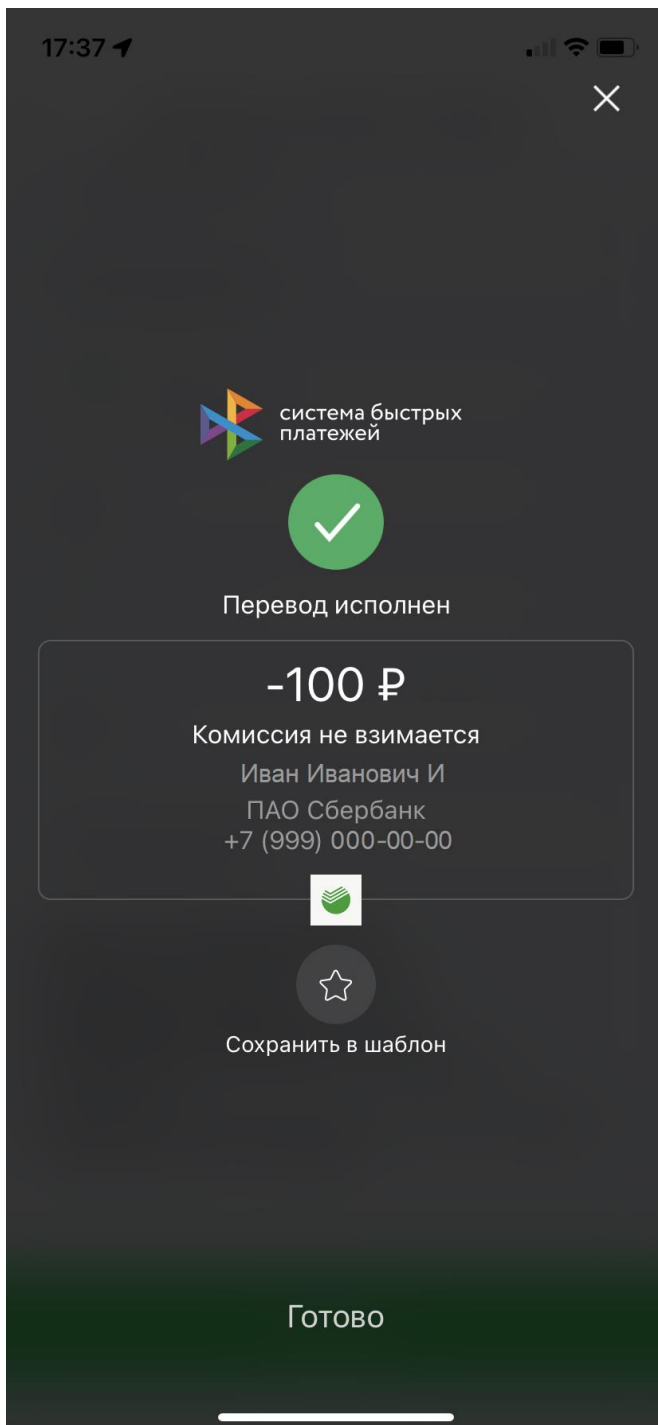 17:37
система быстрых
платежей
Перевод исполнен
-100 ₽
Комиссия не взимается
Иван Иванович И
ПАО Сбербанк
+7 (999) 000-00-00
Сохранить в шаблон
Готово